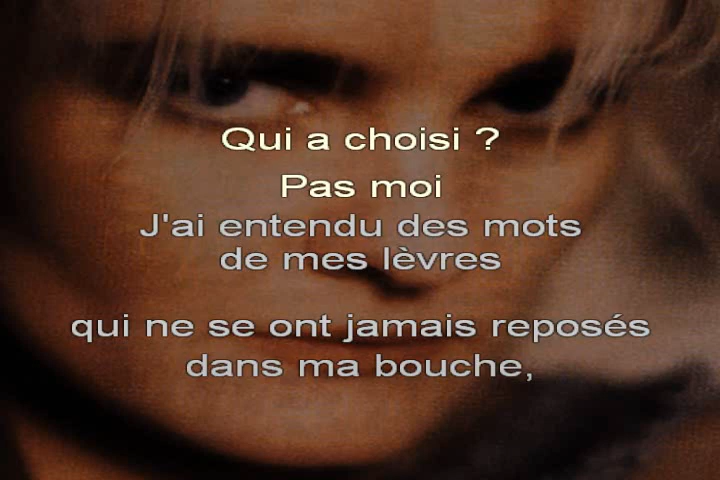 Qui a choisi ?
Pas moi
J'ai entendu des mots
de mes lèvres
qui ne se ont jamais reposés
dans ma bouche,